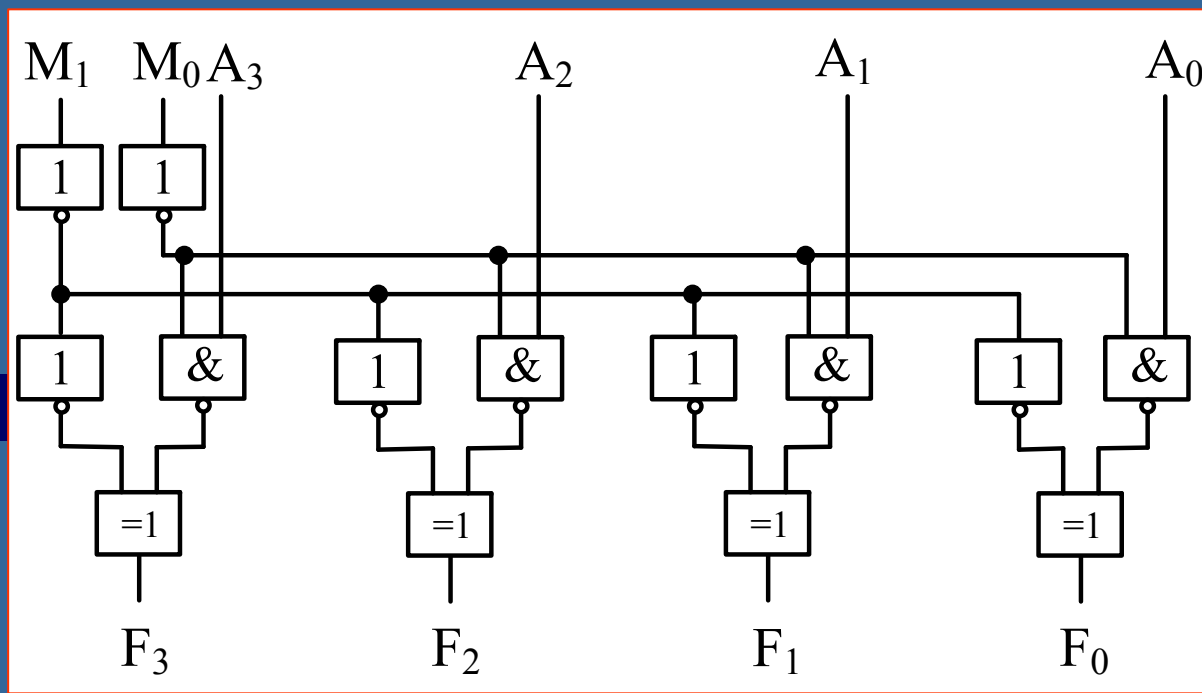 M₁ M₀ A₃ A₂ A₁ A₀
1 1
1 & 1 & 1 & 1 &
=1 =1 =1 =1
F₃ F₂ F₁ F₀